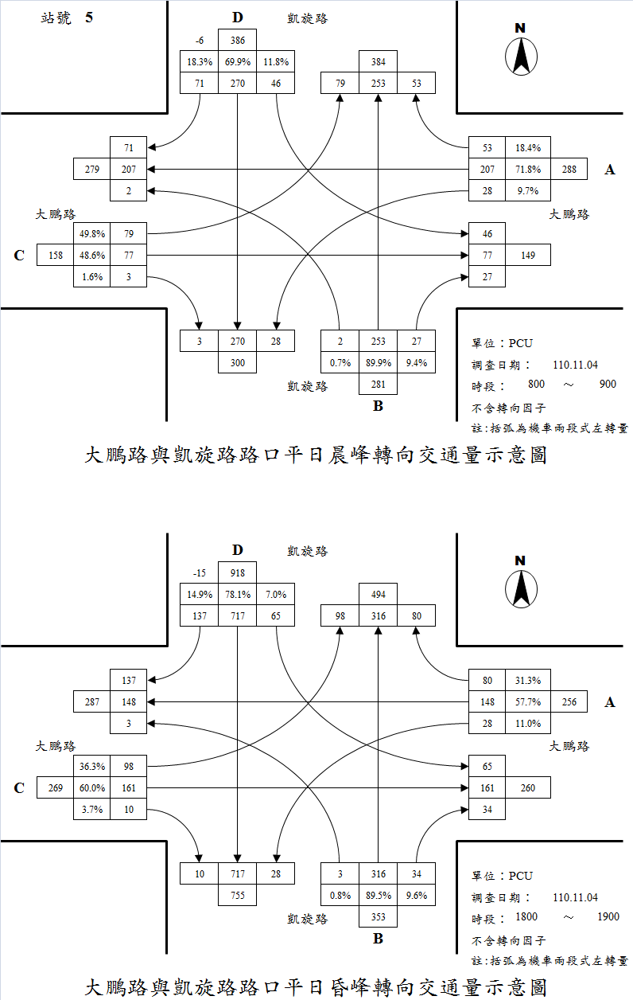 站號 5
D 凱旋路
N
-6 386
18.3% 69.9% 11.8%
71 270 46
384
79 253 53
71
279 207
2
53 18.4%
207 71.8% 288
28 9.7%
A
大鵬路
大鵬路
49.8% 79
C 158 48.6% 77
1.6% 3
46
77 149
27
3 270 28
300
2 253 27
0.7% 89.9% 9.4%
281
凱旋路
B
單位：PCU
調查日期： 110.11.04
時段： 800 ～ 900
不含轉向因子
註:括弧為機車兩段式左轉量
大鵬路與凱旋路路口平日晨峰轉向交通量示意圖
D 凱旋路
N
-15 918
14.9% 78.1% 7.0%
137 717 65
494
98 316 80
137
287 148
3
80 31.3%
148 57.7% 256
28 11.0%
A
大鵬路
大鵬路
36.3% 98
C 269 60.0% 161
3.7% 10
65
161 260
34
10 717 28
755
3 316 34
0.8% 89.5% 9.6%
353
凱旋路
B
單位：PCU
調查日期： 110.11.04
時段： 1800 ～ 1900
不含轉向因子
註:括弧為機車兩段式左轉量
大鵬路與凱旋路路口平日昏峰轉向交通量示意圖